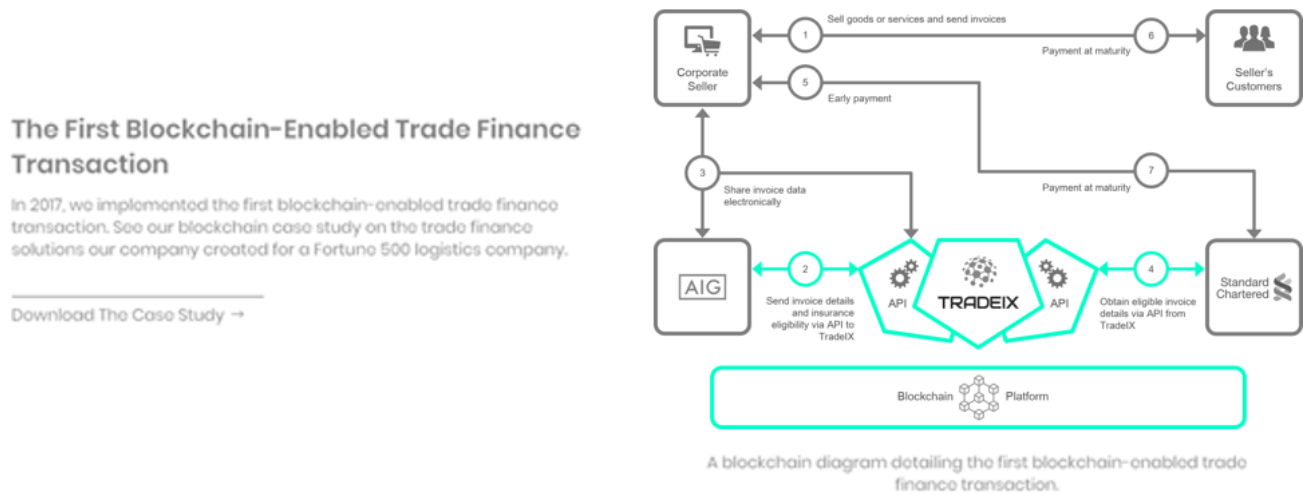 The First Blockchain-Enabled Trade Finance
Transaction
In 2017, we implemented the first blockchain-enabled trade finance
transaction. See our blockchain case study on the trade finance
solutions our company created for a Fortune 500 logistics company.
Download The Case Study →
Corporate
Seller
1
Sell goods or services and send invoices
6
Payment at maturity
Seller's
Customers
5
Early payment
3
Share invoice data
electronically
7
Payment at maturity
AIG
2
Send invoice details
and insurance
eligibility via API to
TradeIX
API
TRADEIX
API
4
Obtain eligible invoice
details via API from
TradeIX
Standard
Chartered
Blockchain Platform
A blockchain diagram detailing the first blockchain-enabled trade
finance transaction.